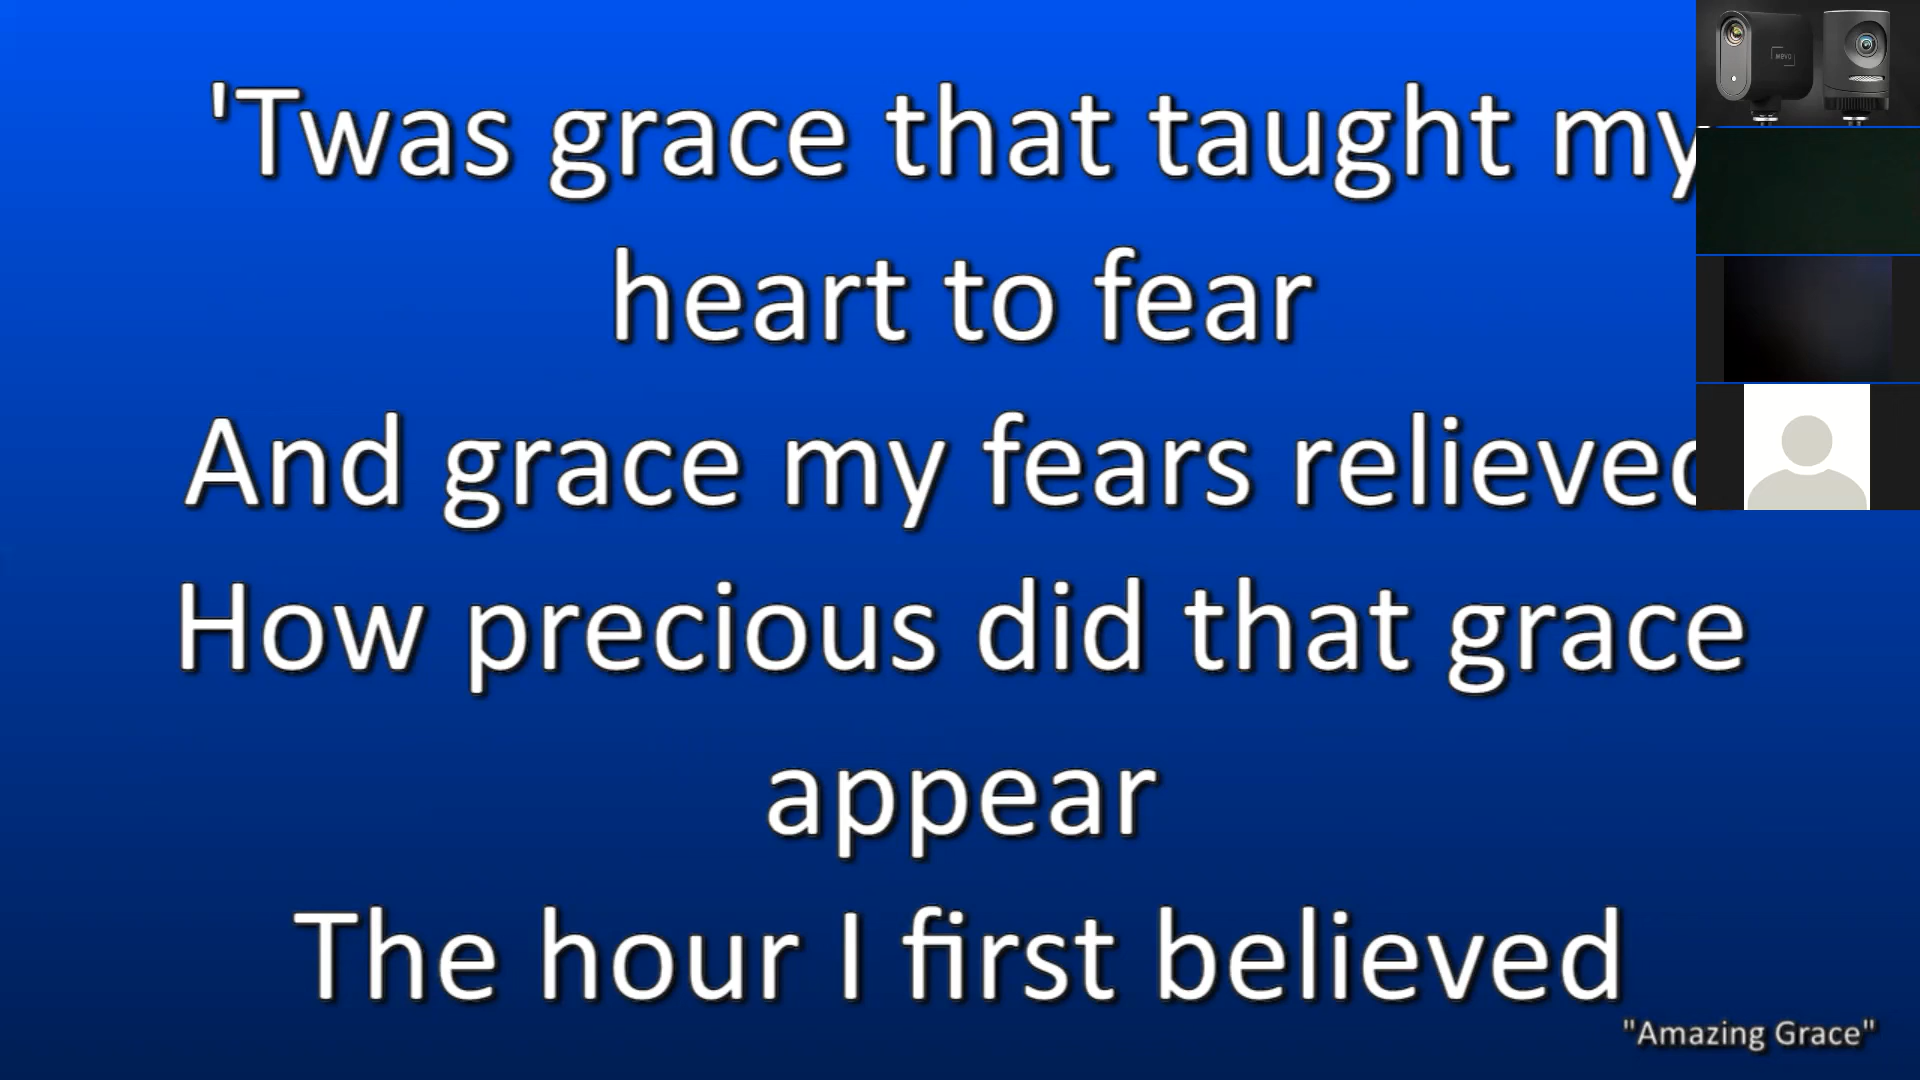 'Twas grace that taught my
heart to fear
And grace my fears relieved
How precious did that grace
appear
The hour I first believed
"Amazing Grace"
MEVO